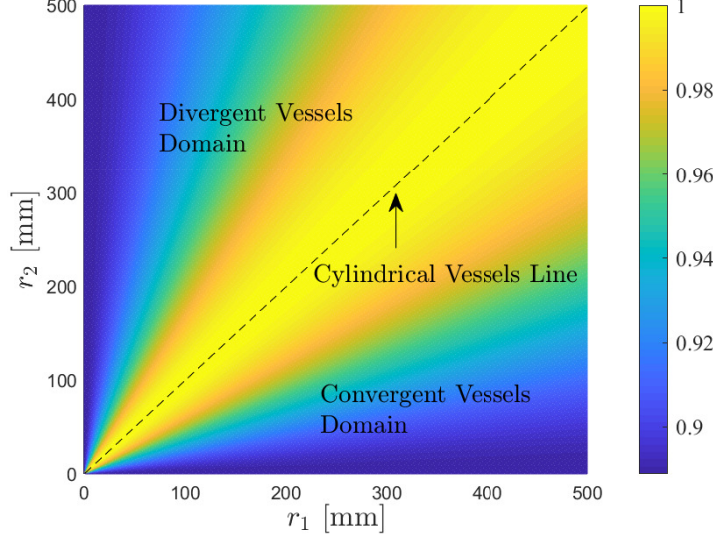 500
400
300
200
100
0
r₂ [mm]
Divergent Vessels
Domain
Cylindrical Vessels Line
Convergent Vessels
Domain
0 100 200 300 400 500
r₁ [mm]
1
0.98
0.96
0.94
0.92
0.9